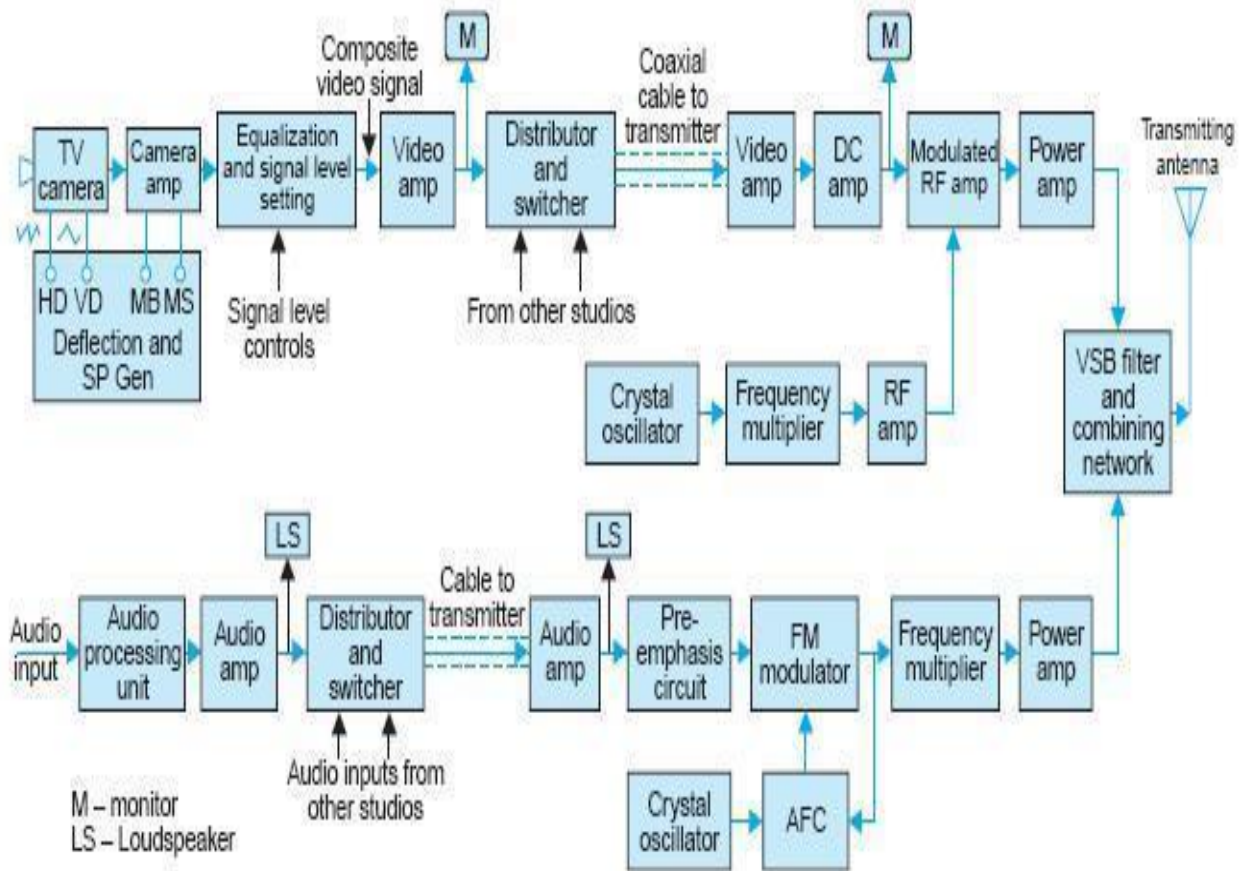 M
M
Composite
video signal
Coaxial
cable to
transmitter
Transmitting
antenna
TV
camera
Camera
amp
Equalization
and signal level
setting
Video
amp
Distributor
and
switcher
Video
amp
DC
amp
Modulated
RF amp
Power
amp
HD VD MB MS
Deflection and
SP Gen
Signal level
controls
From other studios
Crystal
oscillator
Frequency
multiplier
RF
amp
VSB filter
and
combining
network
LS
LS
Cable to
transmitter
Audio
input
Audio
processing
unit
Audio
amp
Distributor
and
switcher
Audio
amp
Pre-
emphasis
circuit
FM
modulator
Frequency
multiplier
Power
amp
Audio inputs from
other studios
Crystal
oscillator
AFC
M – monitor
LS – Loudspeaker